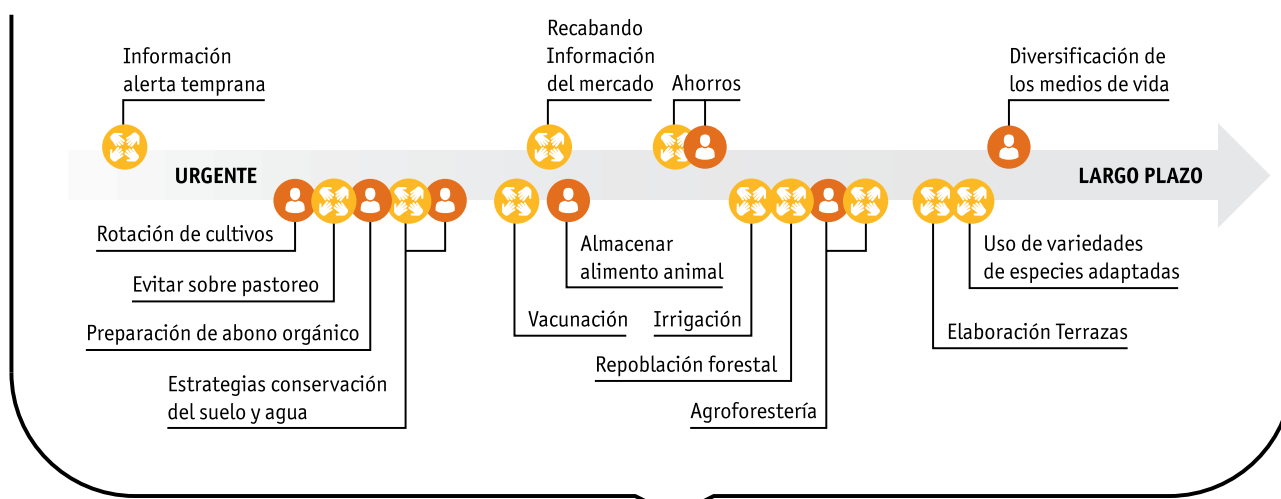 Información
alerta temprana
Recabando
Información
del mercado
Ahorros
Diversificación de
los medios de vida
URGENTE
LARGO PLAZO
Rotación de cultivos
Evitar sobre pastoreo
Preparación de abono orgánico
Estrategias conservación
del suelo y agua
Vacunación
Almacenar
alimento animal
Irrigación
Repoblación forestal
Agroforestería
Uso de variedades
de especies adaptadas
Elaboración Terrazas